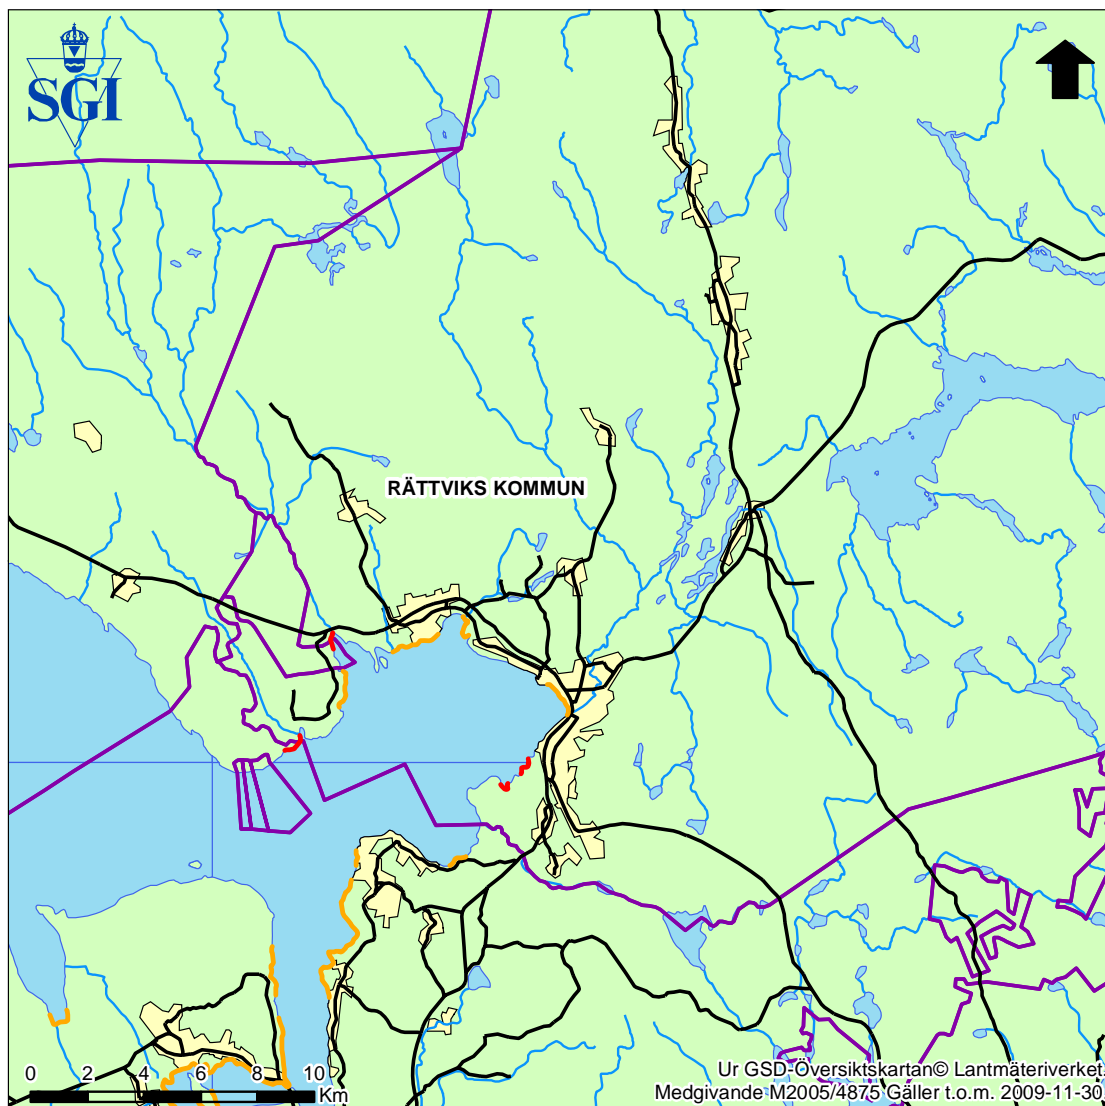 SGI
RÄTTVIKS KOMMUN
0 2 4 6 8 10
Km
Ur GSD-Översiktskartan© Lantmäteriverket.
Medgivande M2005/4875 Gäller t.o.m. 2009-11-30